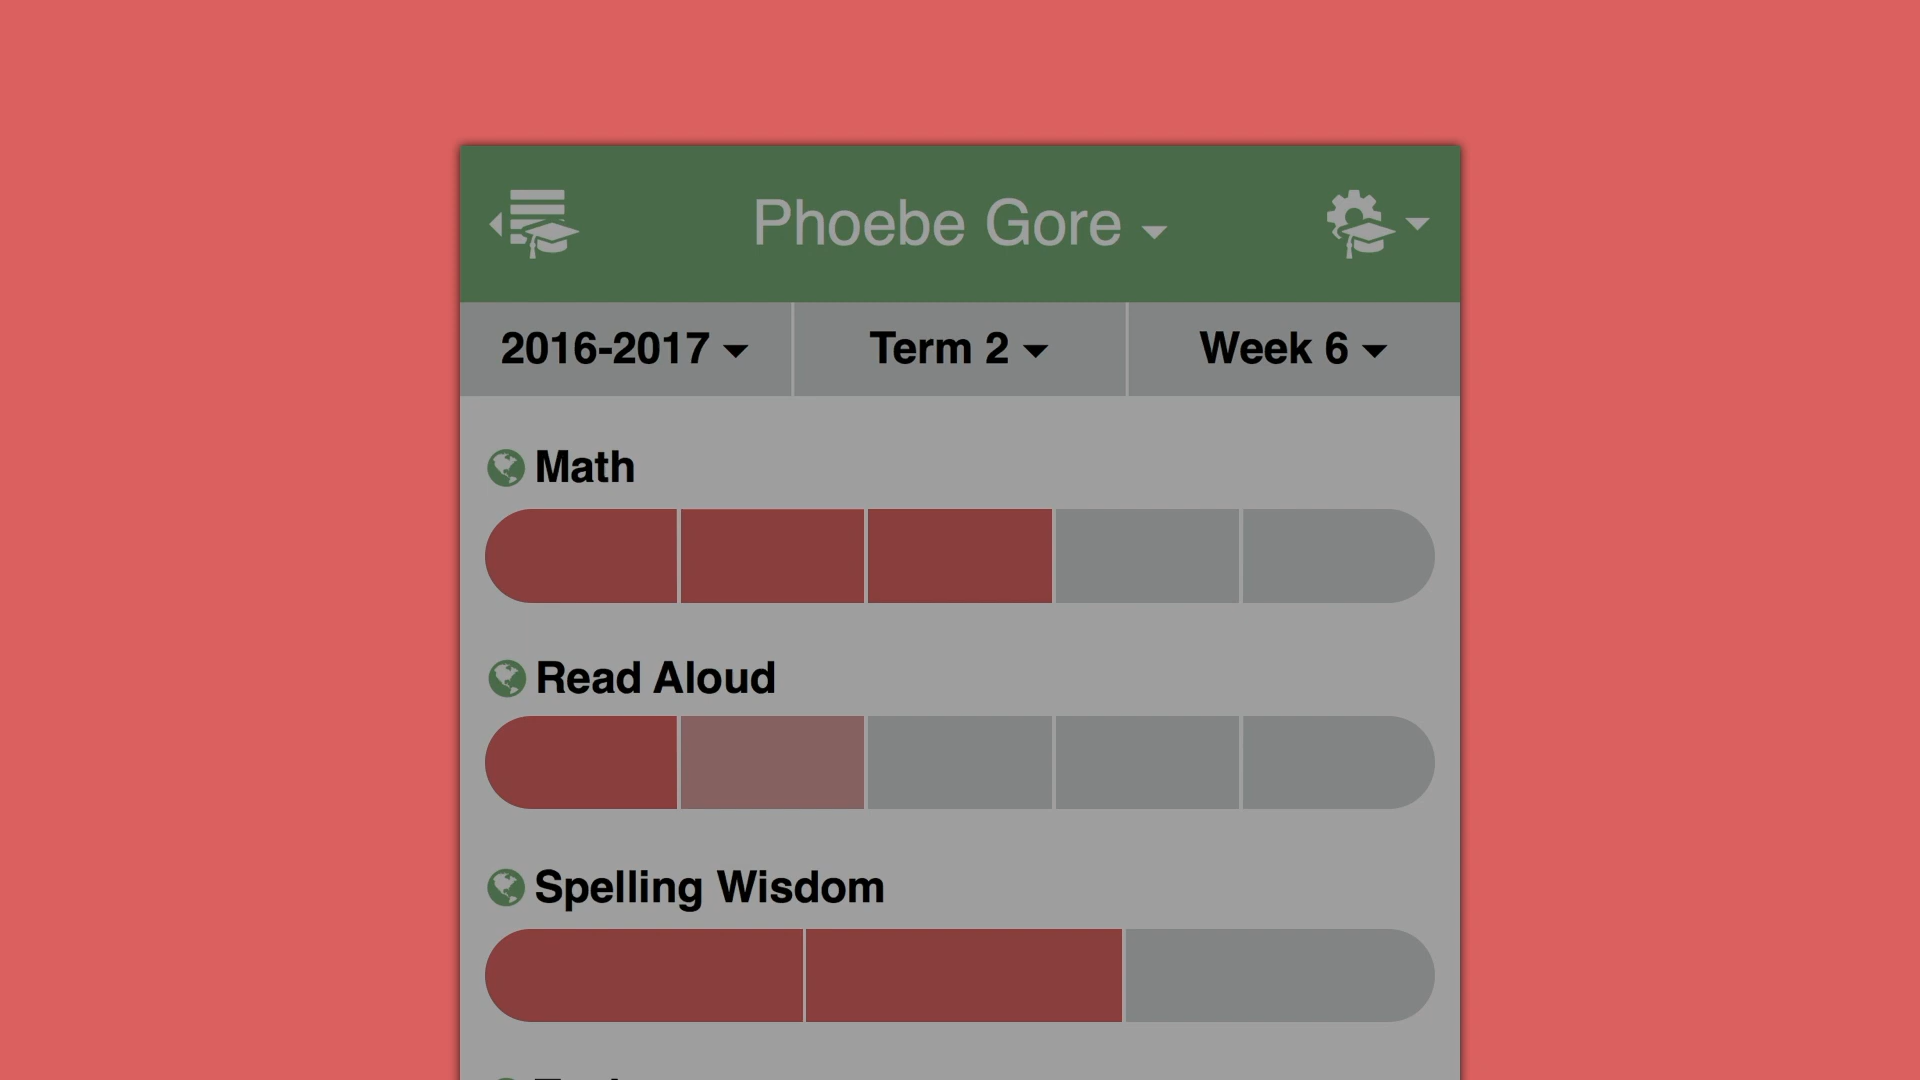 Phoebe Gore
2016-2017
Term 2
Week 6
Math
Read Aloud
Spelling Wisdom